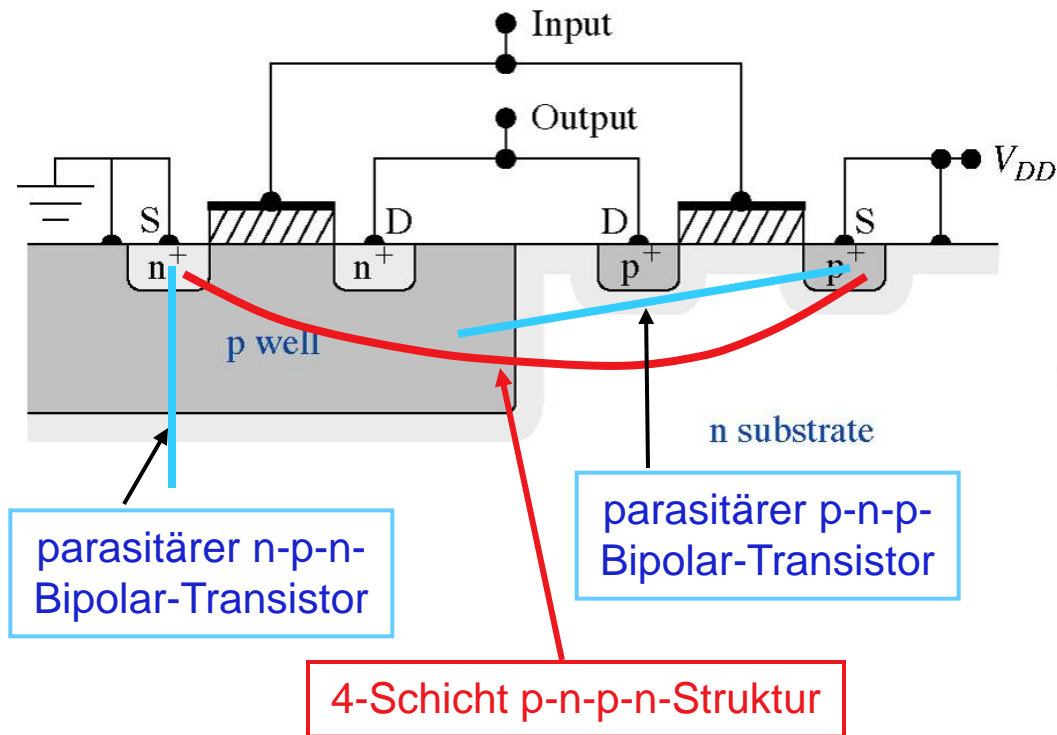 Input
Output
V_DD
S
D
D
S
n+
n+
p+
p+
p well
n substrate
parasitärer n-p-n-
Bipolar-Transistor
parasitärer p-n-p-
Bipolar-Transistor
4-Schicht p-n-p-n-Struktur